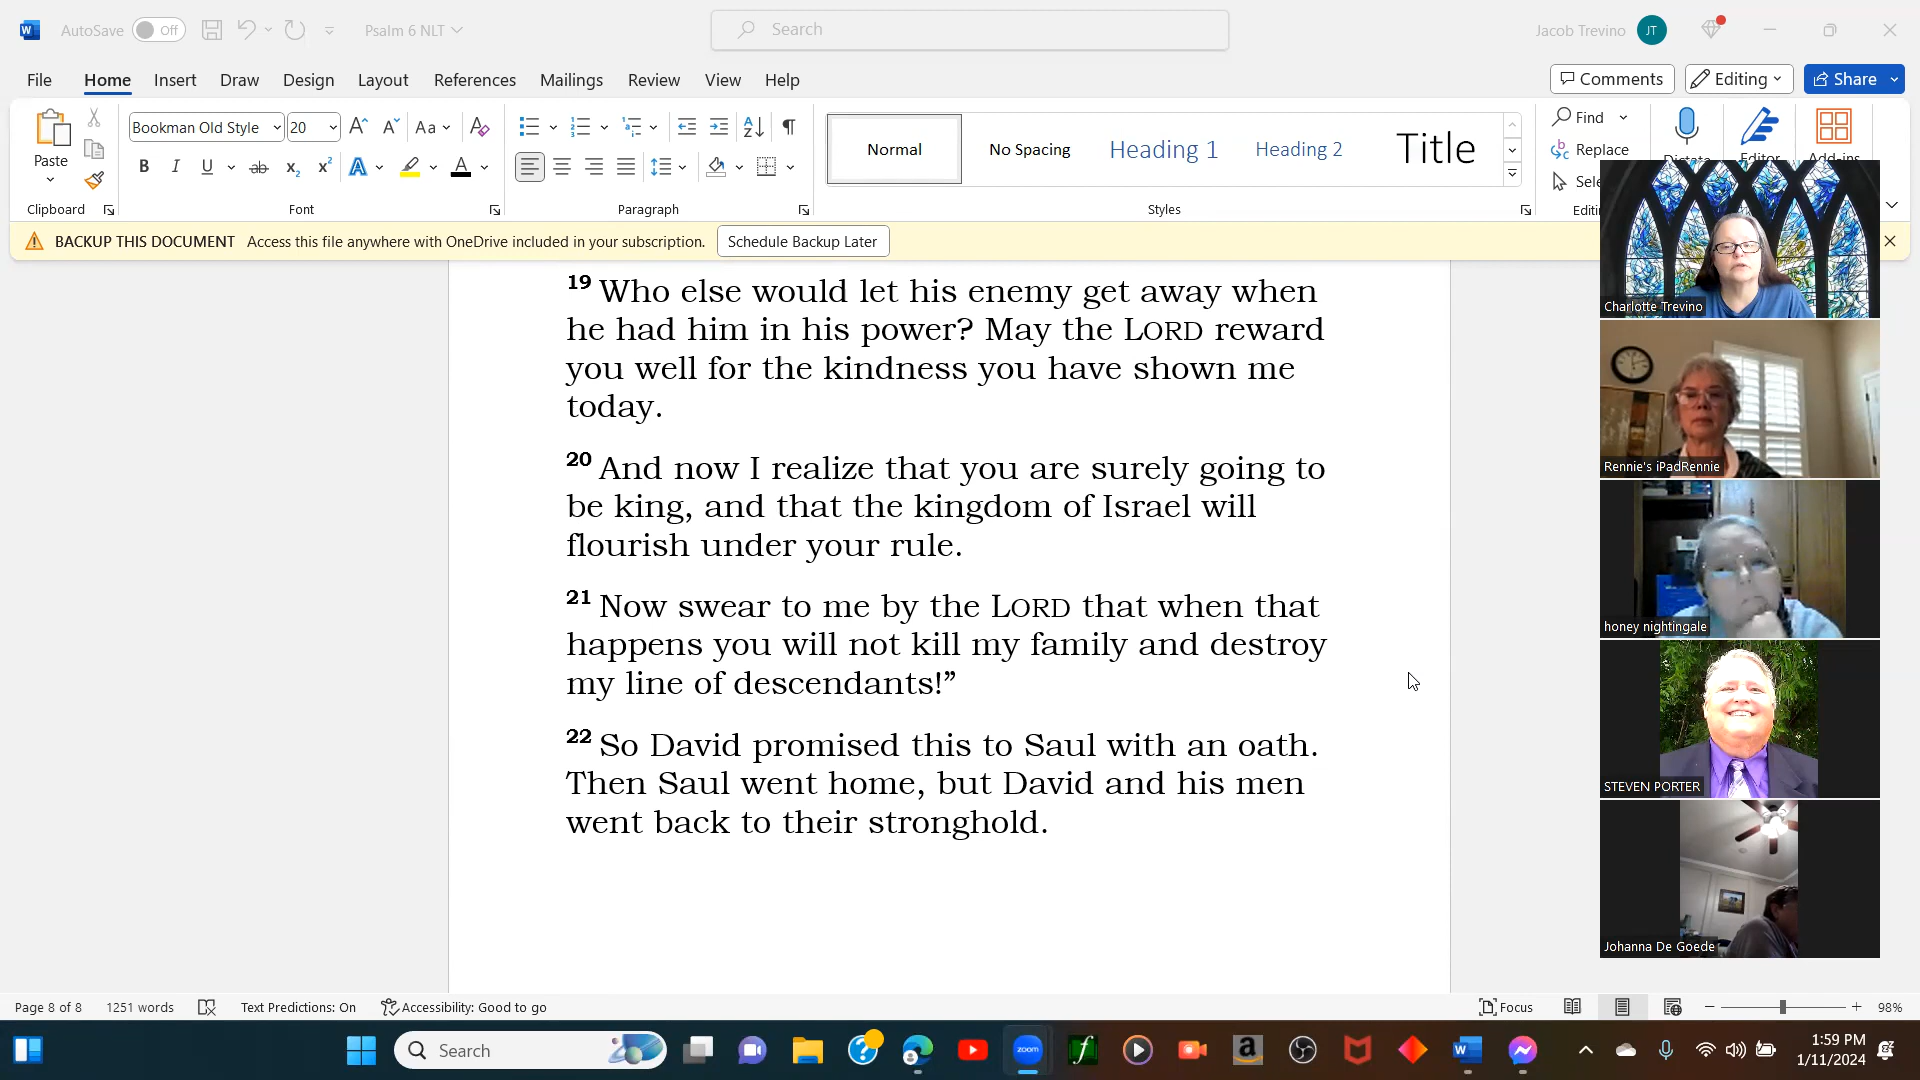 AutoSave Off Psalm 6 NLT Search Jacob Trevino JT
File Home Insert Draw Design Layout References Mailings Review View Help Comments Editing Share
Paste Bookman Old Style 20 Aa Normal No Spacing Heading 1 Heading 2 Title Find Dictate Editor Add-ins
Replace
Clipboard Font Paragraph Styles
BACKUP THIS DOCUMENT Access this file anywhere with OneDrive included in your subscription. Schedule Backup Later
19 Who else would let his enemy get away when
he had him in his power? May the LORD reward
you well for the kindness you have shown me
today.
20 And now I realize that you are surely going to
be king, and that the kingdom of Israel will
flourish under your rule.
21 Now swear to me by the LORD that when that
happens you will not kill my family and destroy
my line of descendants!”
22 So David promised this to Saul with an oath.
Then Saul went home, but David and his men
went back to their stronghold.
Charlotte Trevino
Rennie's iPadRennie
honey nightingale
STEVEN PORTER
Johanna De Goede
Page 8 of 8 1251 words Text Predictions: On Accessibility: Good to go Focus 98%
Search zoom 1:59 PM
1/11/2024